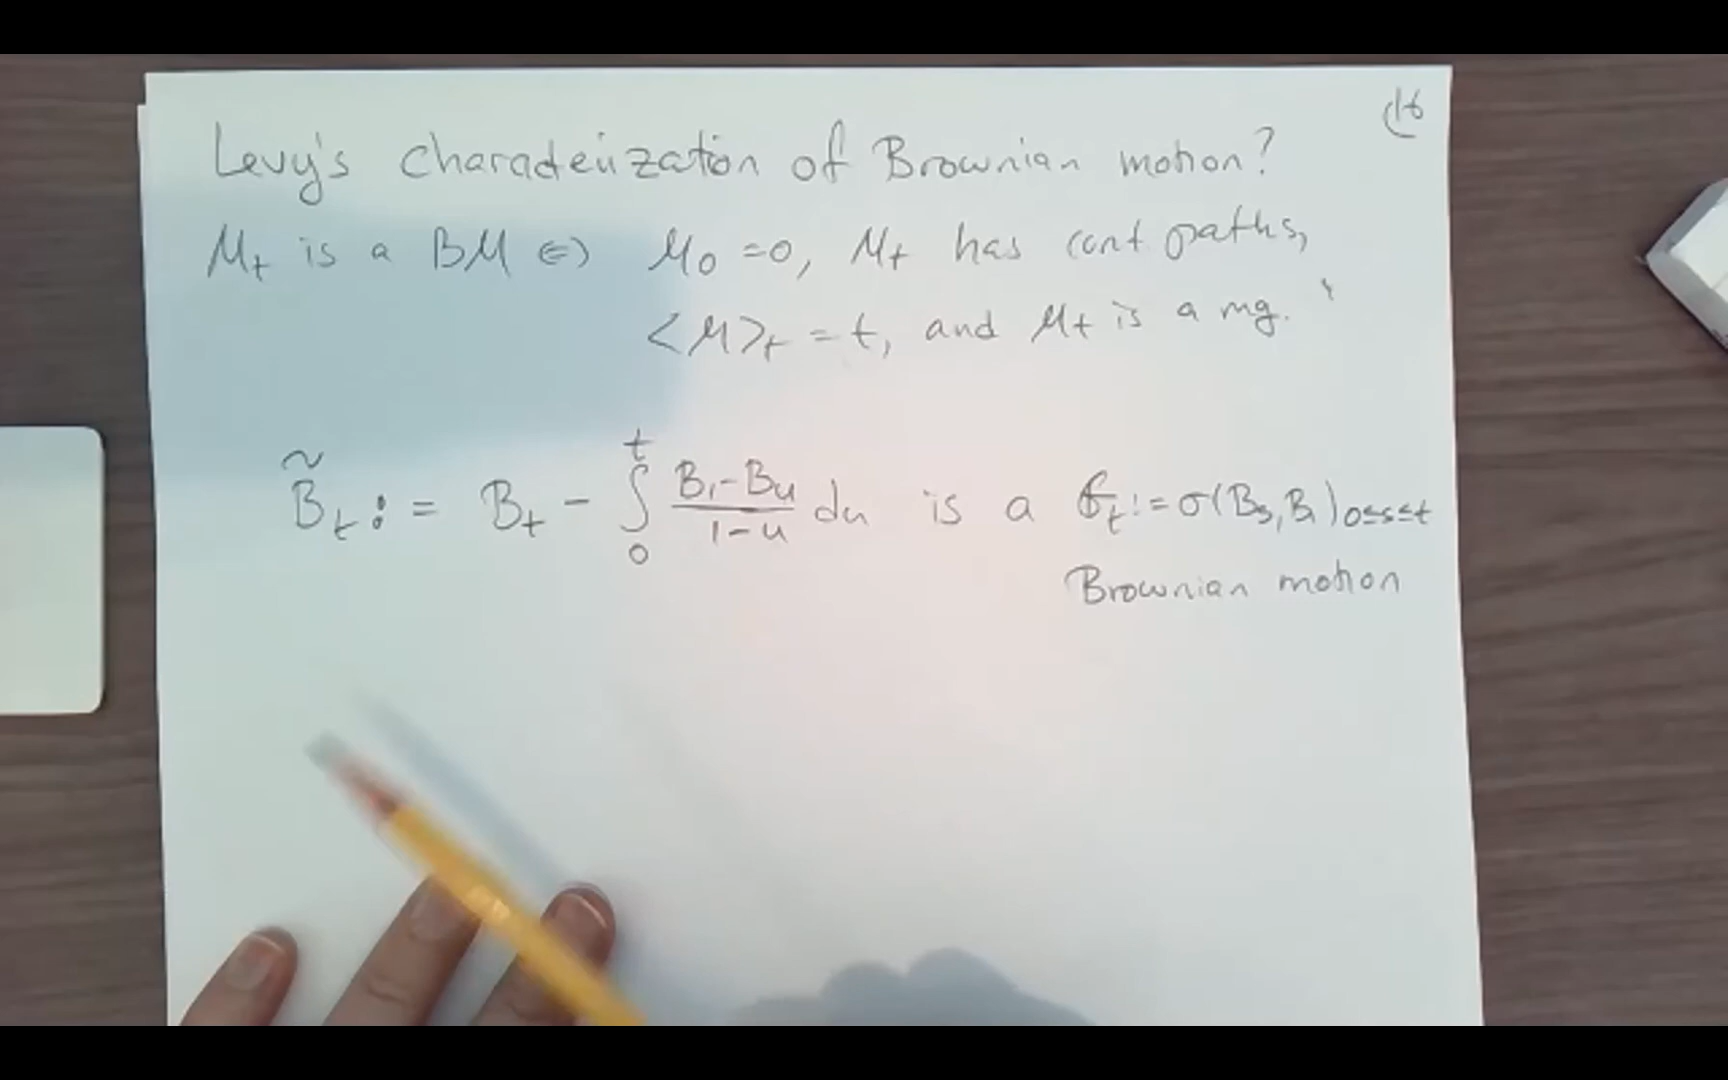 16
Levy's characterization of Brownian motion?
M_t is a BM ⇔ M_0 = 0, M_t has cont paths,
<M>_t = t, and M_t is a mg.
B̃_t := B_t - ∫_0^t (B_1 - B_u)/(1-u) du is a G_t := σ(B_s, B_1)_{0≤s≤t}
Brownian motion